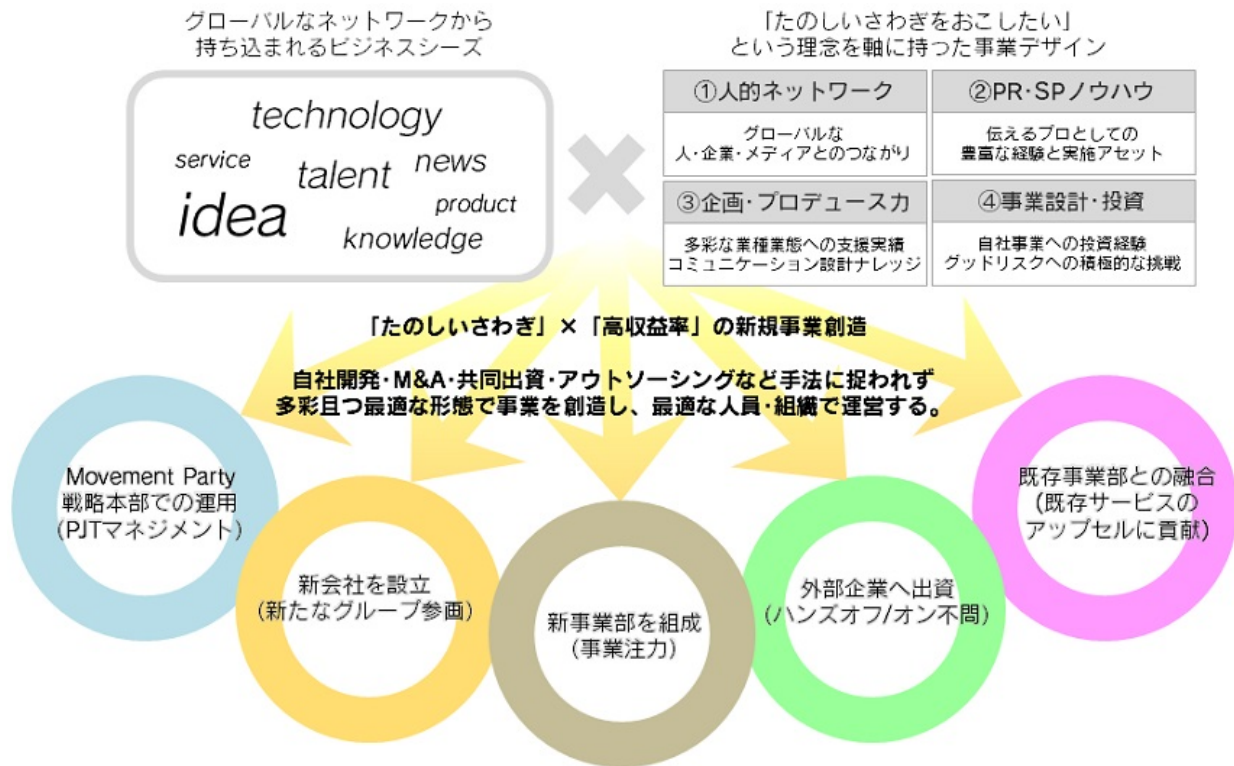 グローバルなネットワークから
持ち込まれるビジネスシーズ
technology
service
talent
news
idea
product
knowledge
「たのしいさわぎをおこしたい」
という理念を軸に持った事業デザイン
①人的ネットワーク
グローバルな
人・企業・メディアとのつながり
②PR・SPノウハウ
伝えるプロとしての
豊富な経験と実施アセット
③企画・プロデュース力
多彩な業種業態への支援実績
コミュニケーション設計ナレッジ
④事業設計・投資
自社事業への投資経験
グッドリスクへの積極的な挑戦
「たのしいさわぎ」×「高収益率」の新規事業創造
自社開発・M&A・共同出資・アウトソーシングなど手法に捉われず
多彩且つ最適な形態で事業を創造し、最適な人員・組織で運営する。
Movement Party
戦略本部での運用
(PJTマネジメント)
新会社を設立
(新たなグループ参画)
新事業部を組成
(事業注力)
外部企業へ出資
(ハンズオフ/オン不問)
既存事業部との融合
(既存サービスの
アップセルに貢献)